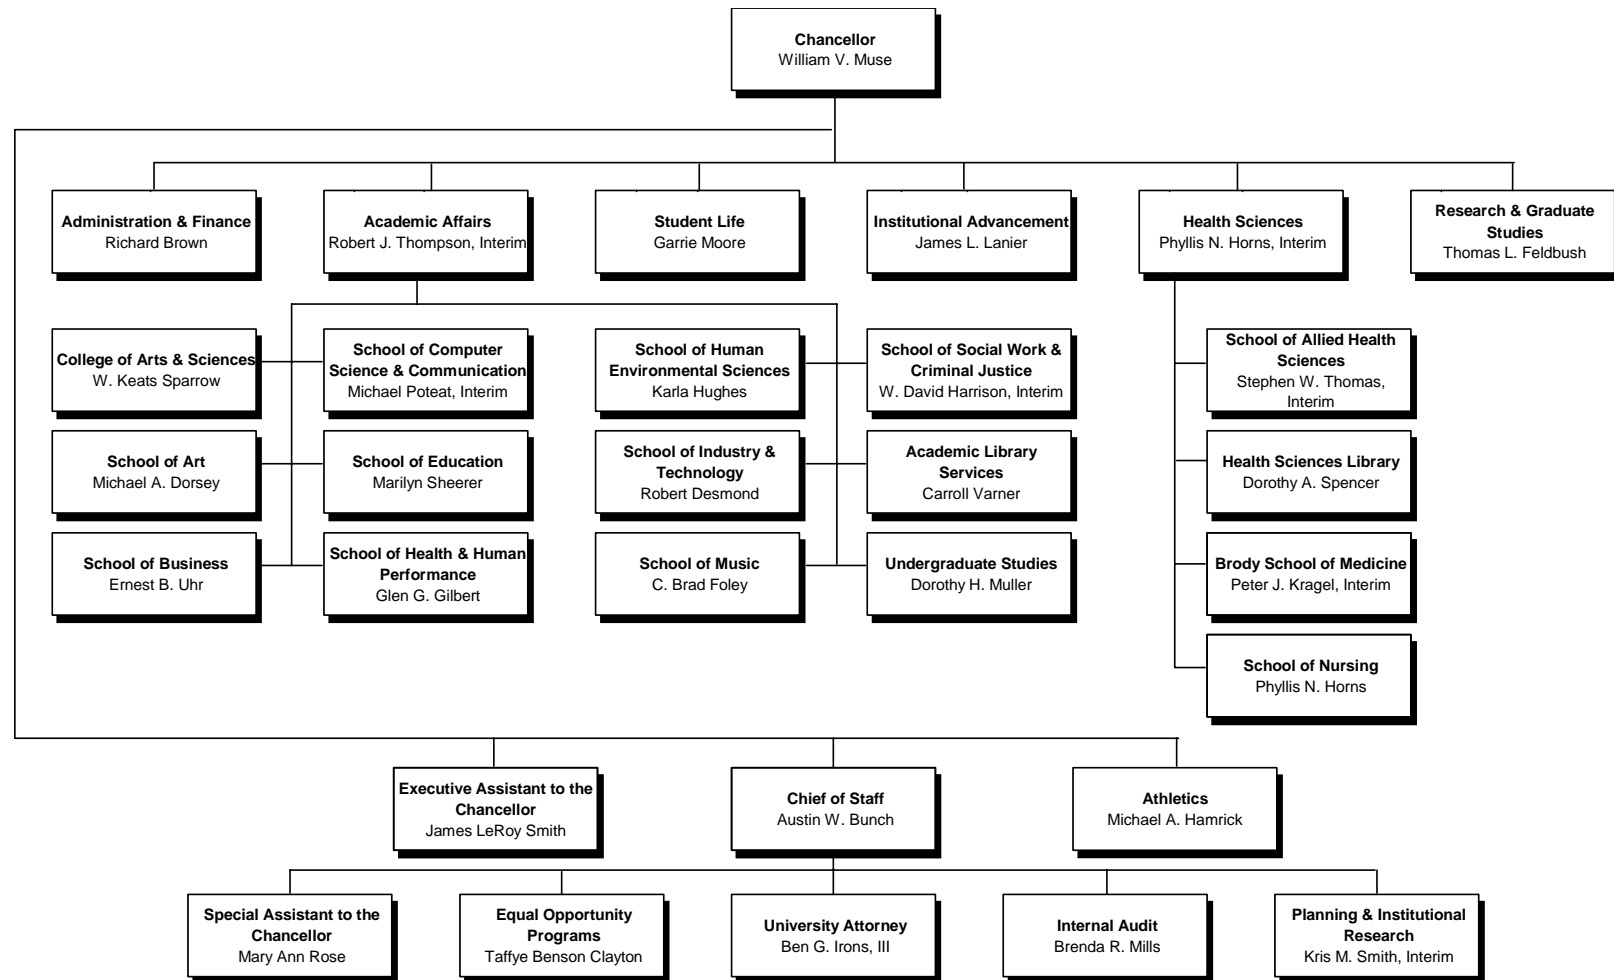 Chancellor
William V. Muse
Administration & Finance
Richard Brown
Academic Affairs
Robert J. Thompson, Interim
Student Life
Garrie Moore
Institutional Advancement
James L. Lanier
Health Sciences
Phyllis N. Horns, Interim
Research & Graduate
Studies
Thomas L. Feldbush
College of Arts & Sciences
W. Keats Sparrow
School of Computer
Science & Communication
Michael Poteat, Interim
School of Human
Environmental Sciences
Karla Hughes
School of Social Work &
Criminal Justice
W. David Harrison, Interim
School of Allied Health
Sciences
Stephen W. Thomas,
Interim
School of Art
Michael A. Dorsey
School of Education
Marilyn Sheerer
School of Industry &
Technology
Robert Desmond
Academic Library
Services
Carroll Varner
Health Sciences Library
Dorothy A. Spencer
School of Business
Ernest B. Uhr
School of Health & Human
Performance
Glen G. Gilbert
School of Music
C. Brad Foley
Undergraduate Studies
Dorothy H. Muller
Brody School of Medicine
Peter J. Kragel, Interim
School of Nursing
Phyllis N. Horns
Executive Assistant to the
Chancellor
James LeRoy Smith
Chief of Staff
Austin W. Bunch
Athletics
Michael A. Hamrick
Special Assistant to the
Chancellor
Mary Ann Rose
Equal Opportunity
Programs
Taffye Benson Clayton
University Attorney
Ben G. Irons, III
Internal Audit
Brenda R. Mills
Planning & Institutional
Research
Kris M. Smith, Interim